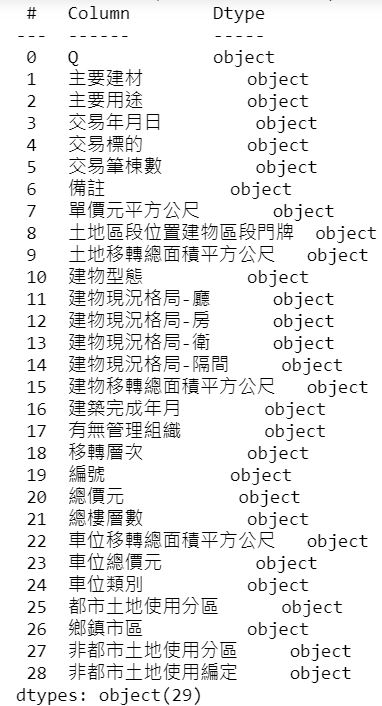 #   Column   Dtype
---  ------   -----
0   Q   object
1   主要建材   object
2   主要用途   object
3   交易年月日   object
4   交易標的   object
5   交易筆棟數   object
6   備註   object
7   單價元平方公尺   object
8   土地區段位置建物區段門牌   object
9   土地移轉總面積平方公尺   object
10  建物型態   object
11  建物現況格局-廳   object
12  建物現況格局-房   object
13  建物現況格局-衛   object
14  建物現況格局-隔間   object
15  建物移轉總面積平方公尺   object
16  建築完成年月   object
17  有無管理組織   object
18  移轉層次   object
19  編號   object
20  總價元   object
21  總樓層數   object
22  車位移轉總面積平方公尺   object
23  車位總價元   object
24  車位類別   object
25  都市土地使用分區   object
26  鄉鎮市區   object
27  非都市土地使用分區   object
28  非都市土地使用編定   object
dtypes: object(29)